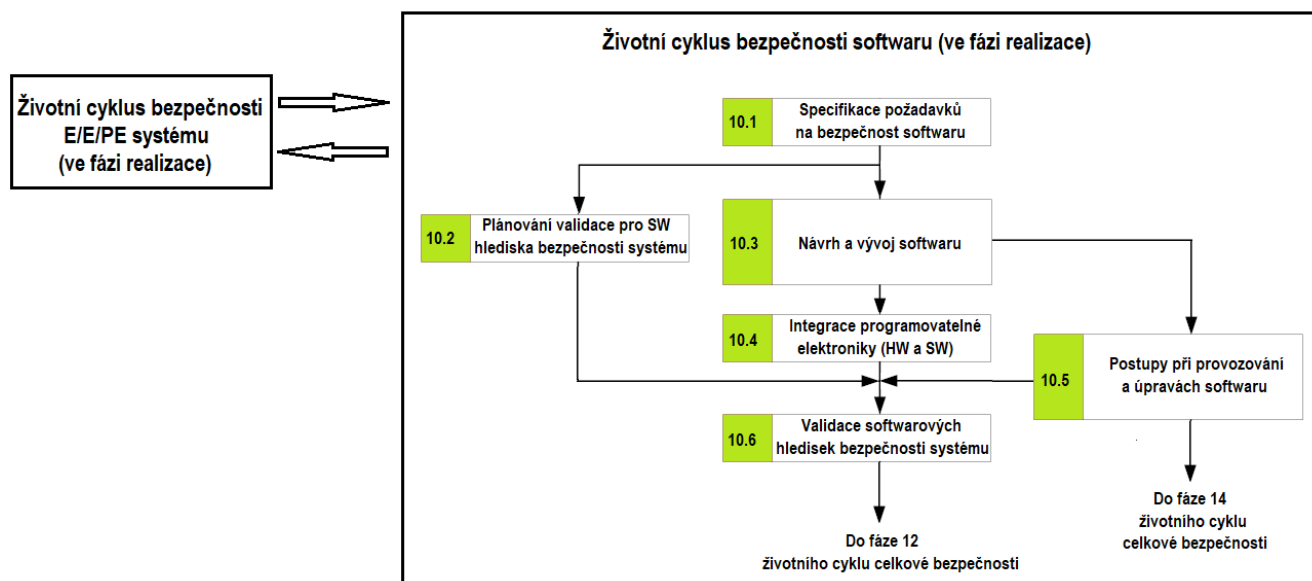 Životní cyklus bezpečnosti softwaru (ve fázi realizace)
Životní cyklus bezpečnosti
E/E/PE systému
(ve fázi realizace)
10.1
Specifikace požadavků
na bezpečnost softwaru
10.2
Plánování validace pro SW
hlediska bezpečnosti systému
10.3
Návrh a vývoj softwaru
10.4
Integrace programovatelné
elektroniky (HW a SW)
10.5
Postupy při provozování
a úpravách softwaru
10.6
Validace softwarových
hledisek bezpečnosti systému
Do fáze 14
životního cyklu
celkové bezpečnosti
Do fáze 12
životního cyklu celkové bezpečnosti